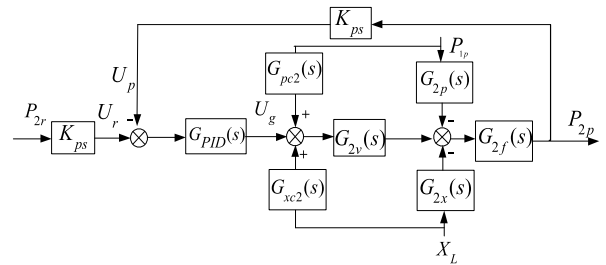 K_ps
P_1p
G_pc2(s)
G_2p(s)
U_p
P_2r
U_r
U_g
P_2p
K_ps
-
G_PID(s)
+
+
G_2v(s)
-
-
G_2f(s)
G_xc2(s)
G_2x(s)
X_L